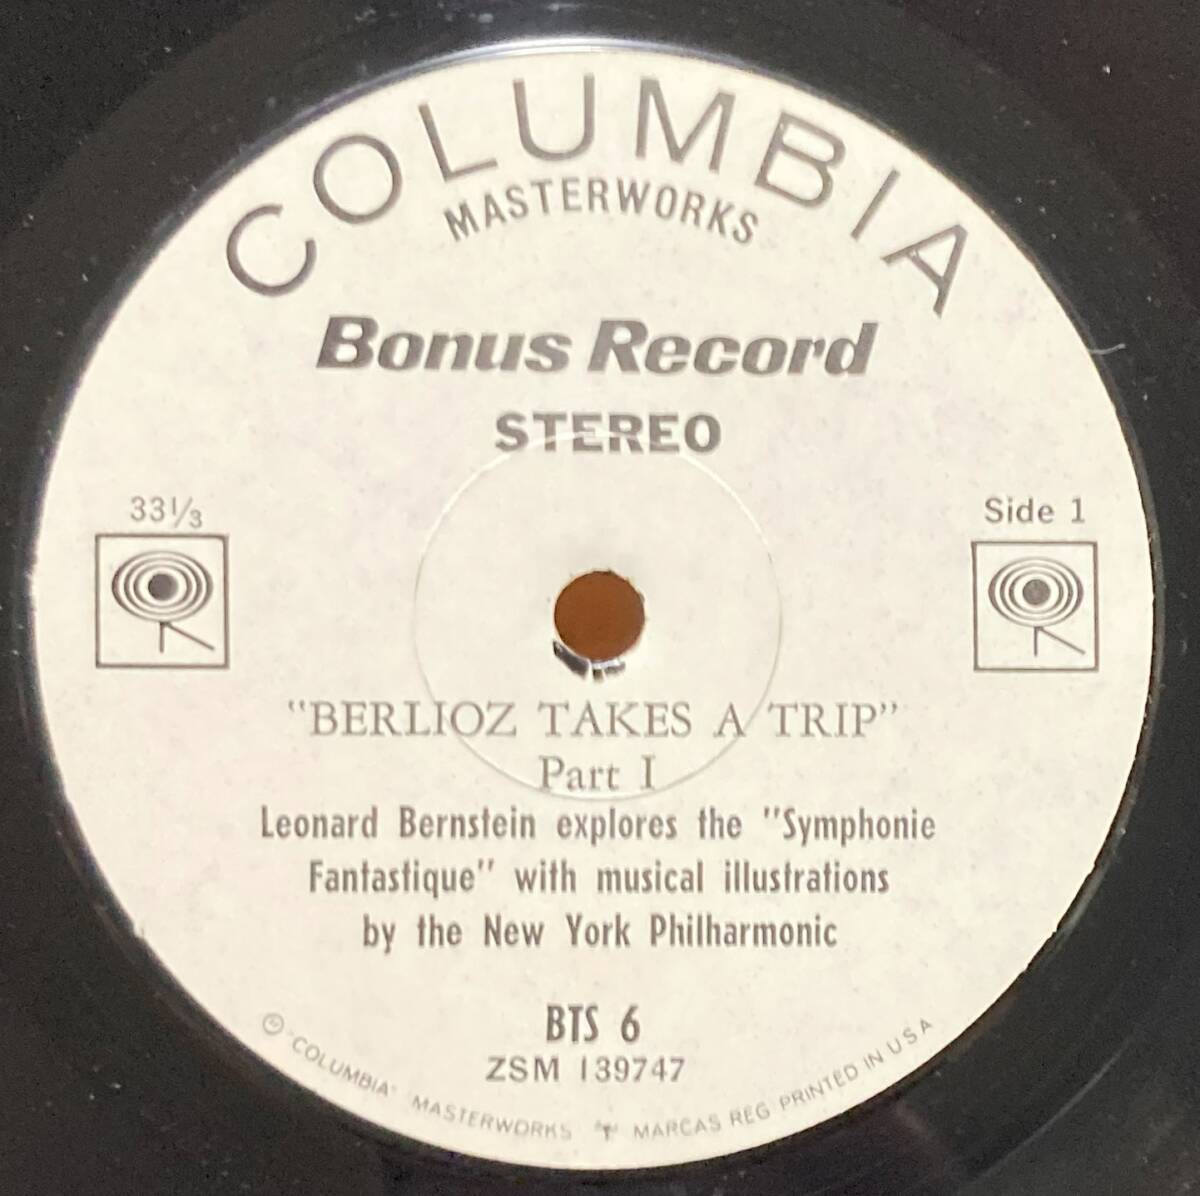 COLUMBIA
MASTERWORKS
Bonus Record
STEREO
33⅓
Side 1
“BERLIOZ TAKES A TRIP”
Part I
Leonard Bernstein explores the "Symphonie
Fantastique" with musical illustrations
by the New York Philharmonic
BTS 6
ZSM 139747
© "COLUMBIA" MASTERWORKS MARCAS REG PRINTED IN U S A